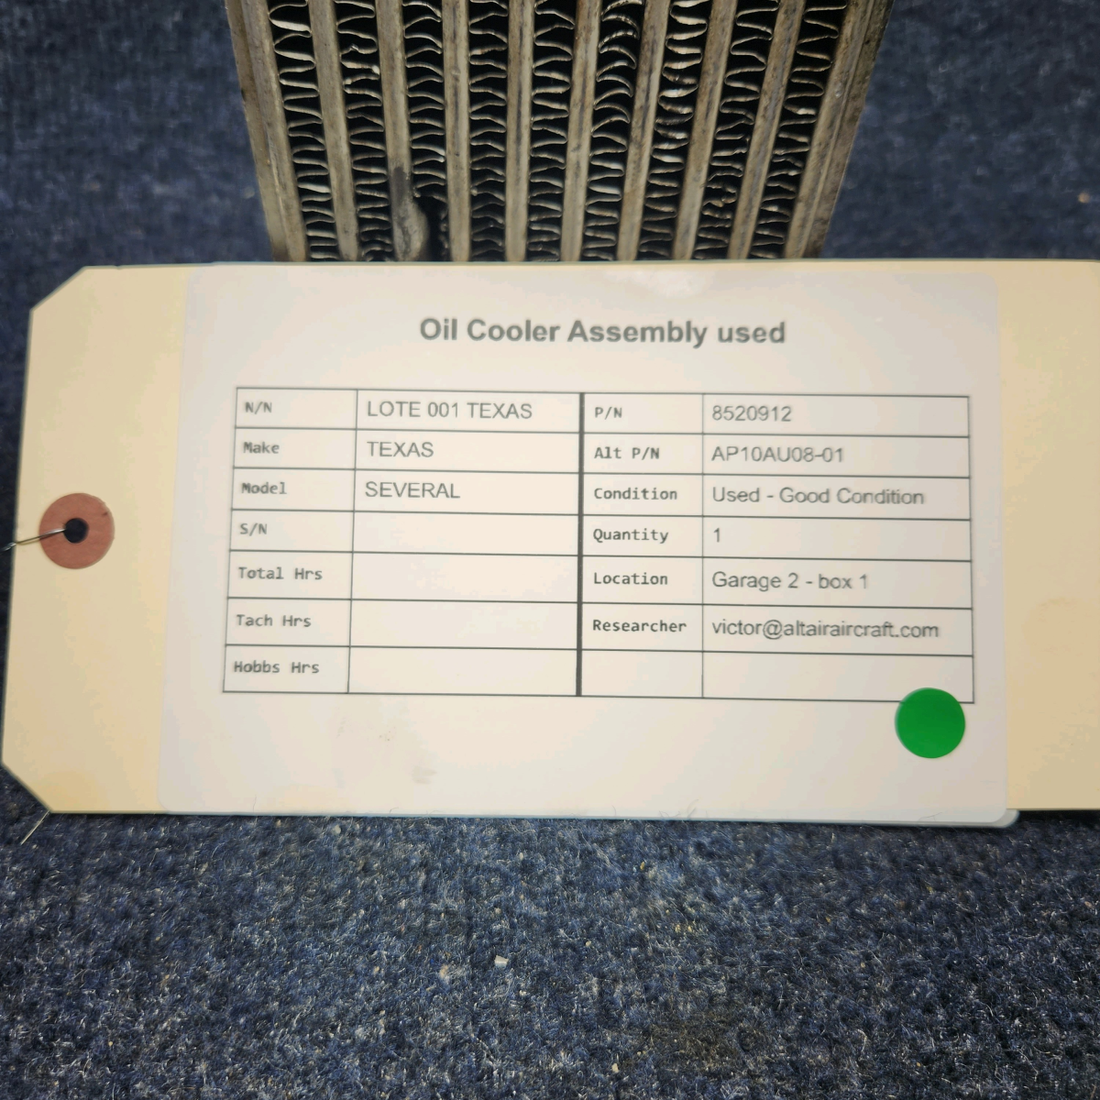 Oil Cooler Assembly used
N/N LOTE 001 TEXAS P/N 8520912
Make TEXAS Alt P/N AP10AU08-01
Model SEVERAL Condition Used - Good Condition
S/N Quantity 1
Total Hrs Location Garage 2 - box 1
Tach Hrs Researcher victor@altairaircraft.com
Hobbs Hrs